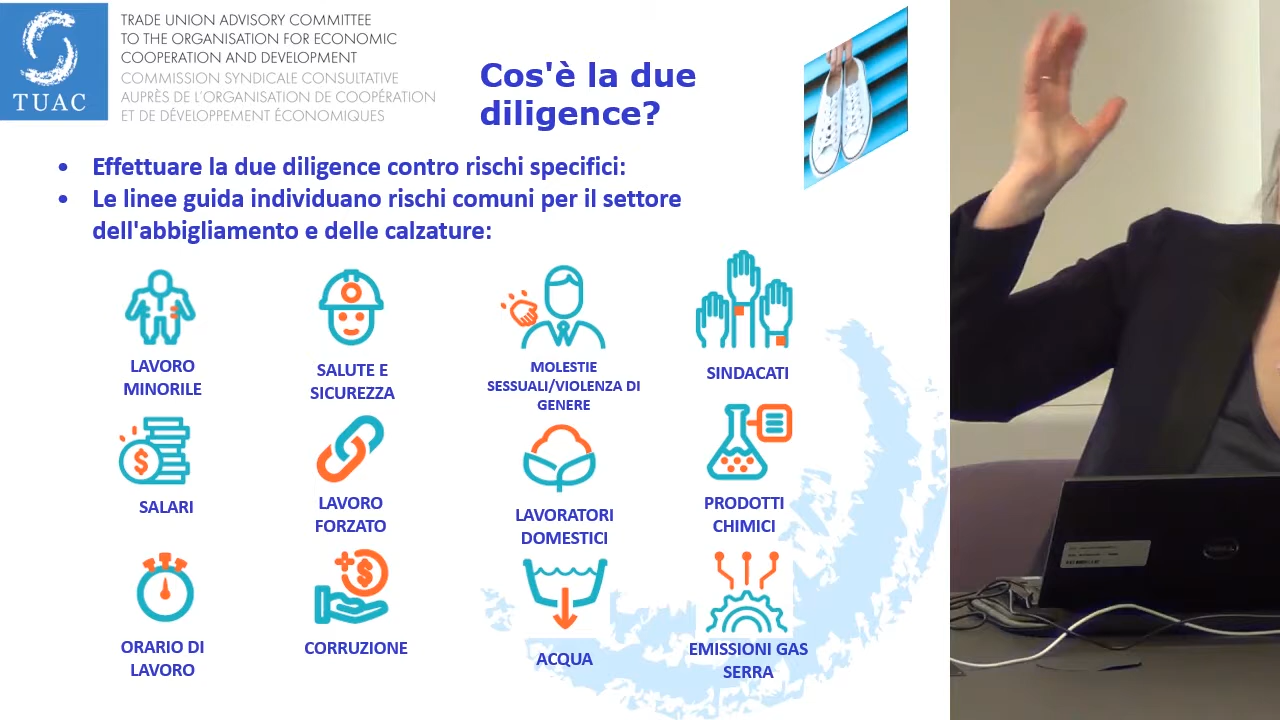 TRADE UNION ADVISORY COMMITTEE
TO THE ORGANISATION FOR ECONOMIC
COOPERATION AND DEVELOPMENT
COMMISSION SYNDICALE CONSULTATIVE
AUPRÈS DE L'ORGANISATION DE COOPÉRATION
ET DE DÉVELOPPEMENT ÉCONOMIQUES
TUAC
Cos'è la due
diligence?
• Effettuare la due diligence contro rischi specifici:
• Le linee guida individuano rischi comuni per il settore
dell'abbigliamento e delle calzature:
LAVORO
MINORILE
SALUTE E
SICUREZZA
MOLESTIE
SESSUALI/VIOLENZA DI
GENERE
SINDACATI
SALARI
LAVORO
FORZATO
LAVORATORI
DOMESTICI
PRODOTTI
CHIMICI
ORARIO DI
LAVORO
CORRUZIONE
ACQUA
EMISSIONI GAS
SERRA